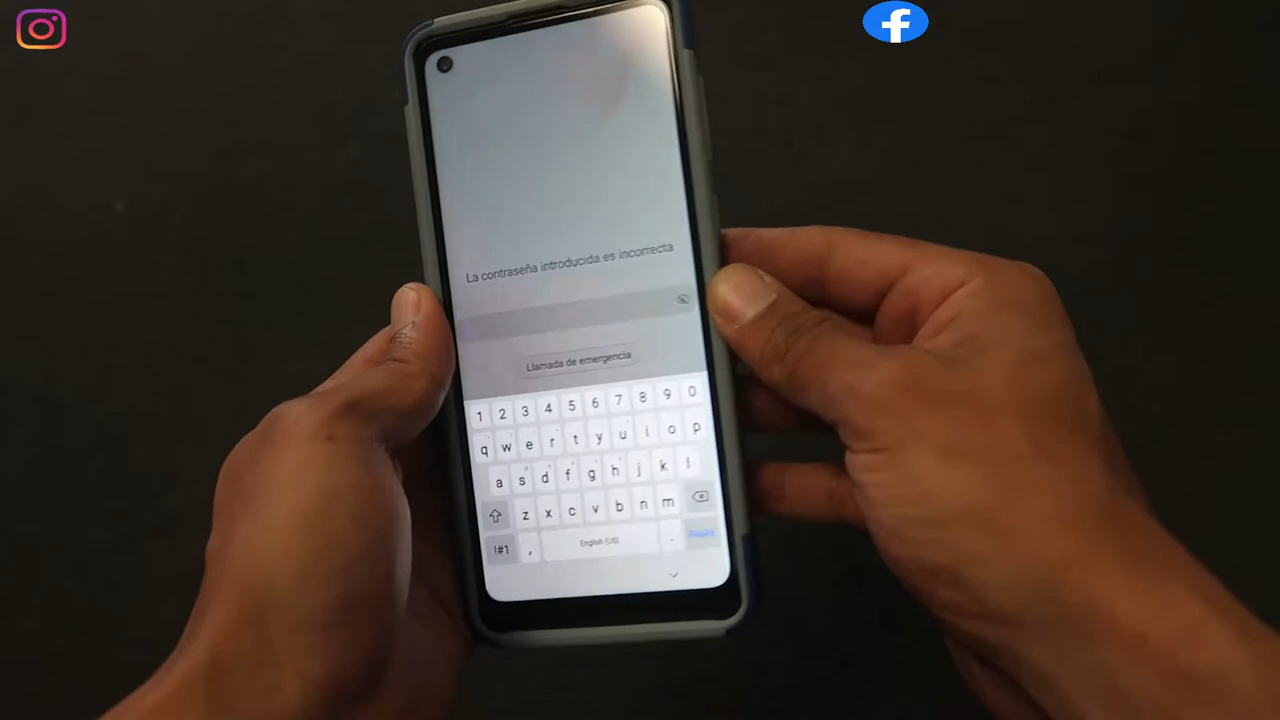 La contraseña introducida es incorrecta
Llamada de emergencia
1 2 3 4 5 6 7 8 9 0
q w e r t y u i o p
a s d f g h j k l
z x c v b n m
!#1 , English (US) .